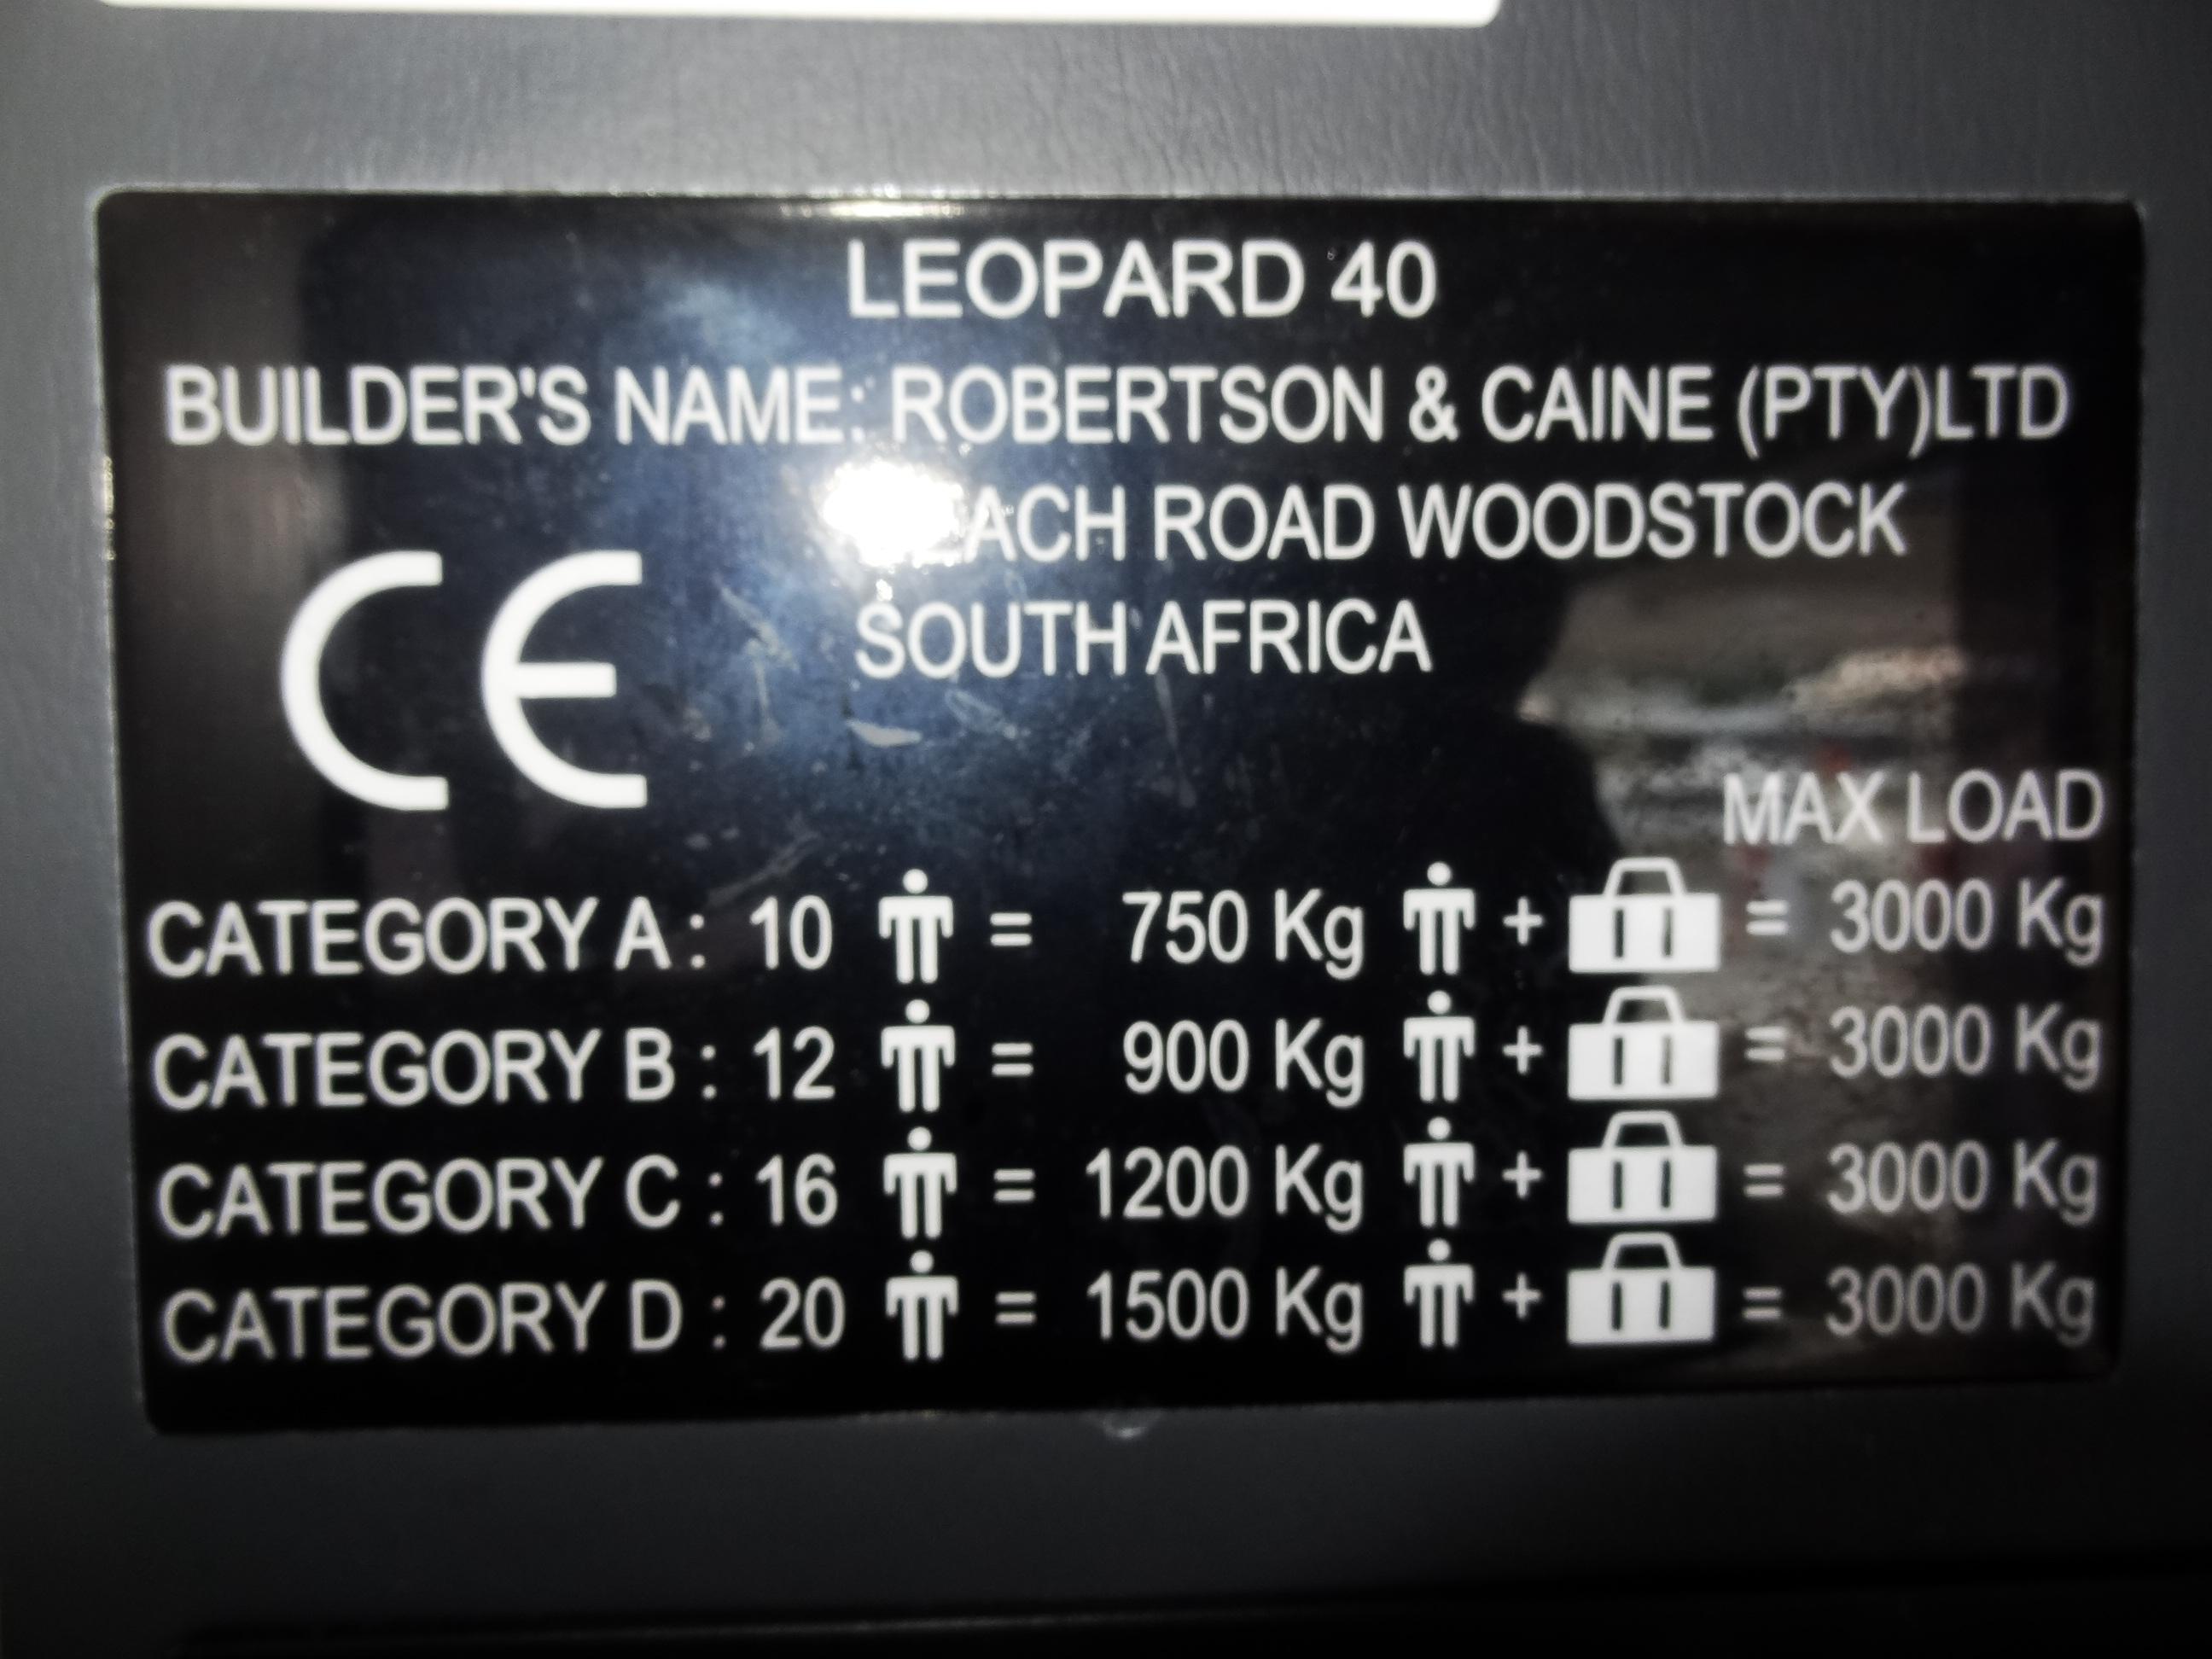 LEOPARD 40
BUILDER'S NAME: ROBERTSON & CAINE (PTY)LTD
ROAD WOODSTOCK
SOUTH AFRICA
CE
MAX LOAD
CATEGORY A : 10 = 750 Kg + = 3000 Kg
CATEGORY B : 12 = 900 Kg + = 3000 Kg
CATEGORY C : 16 = 1200 Kg + = 3000 Kg
CATEGORY D : 20 = 1500 Kg + = 3000 Kg